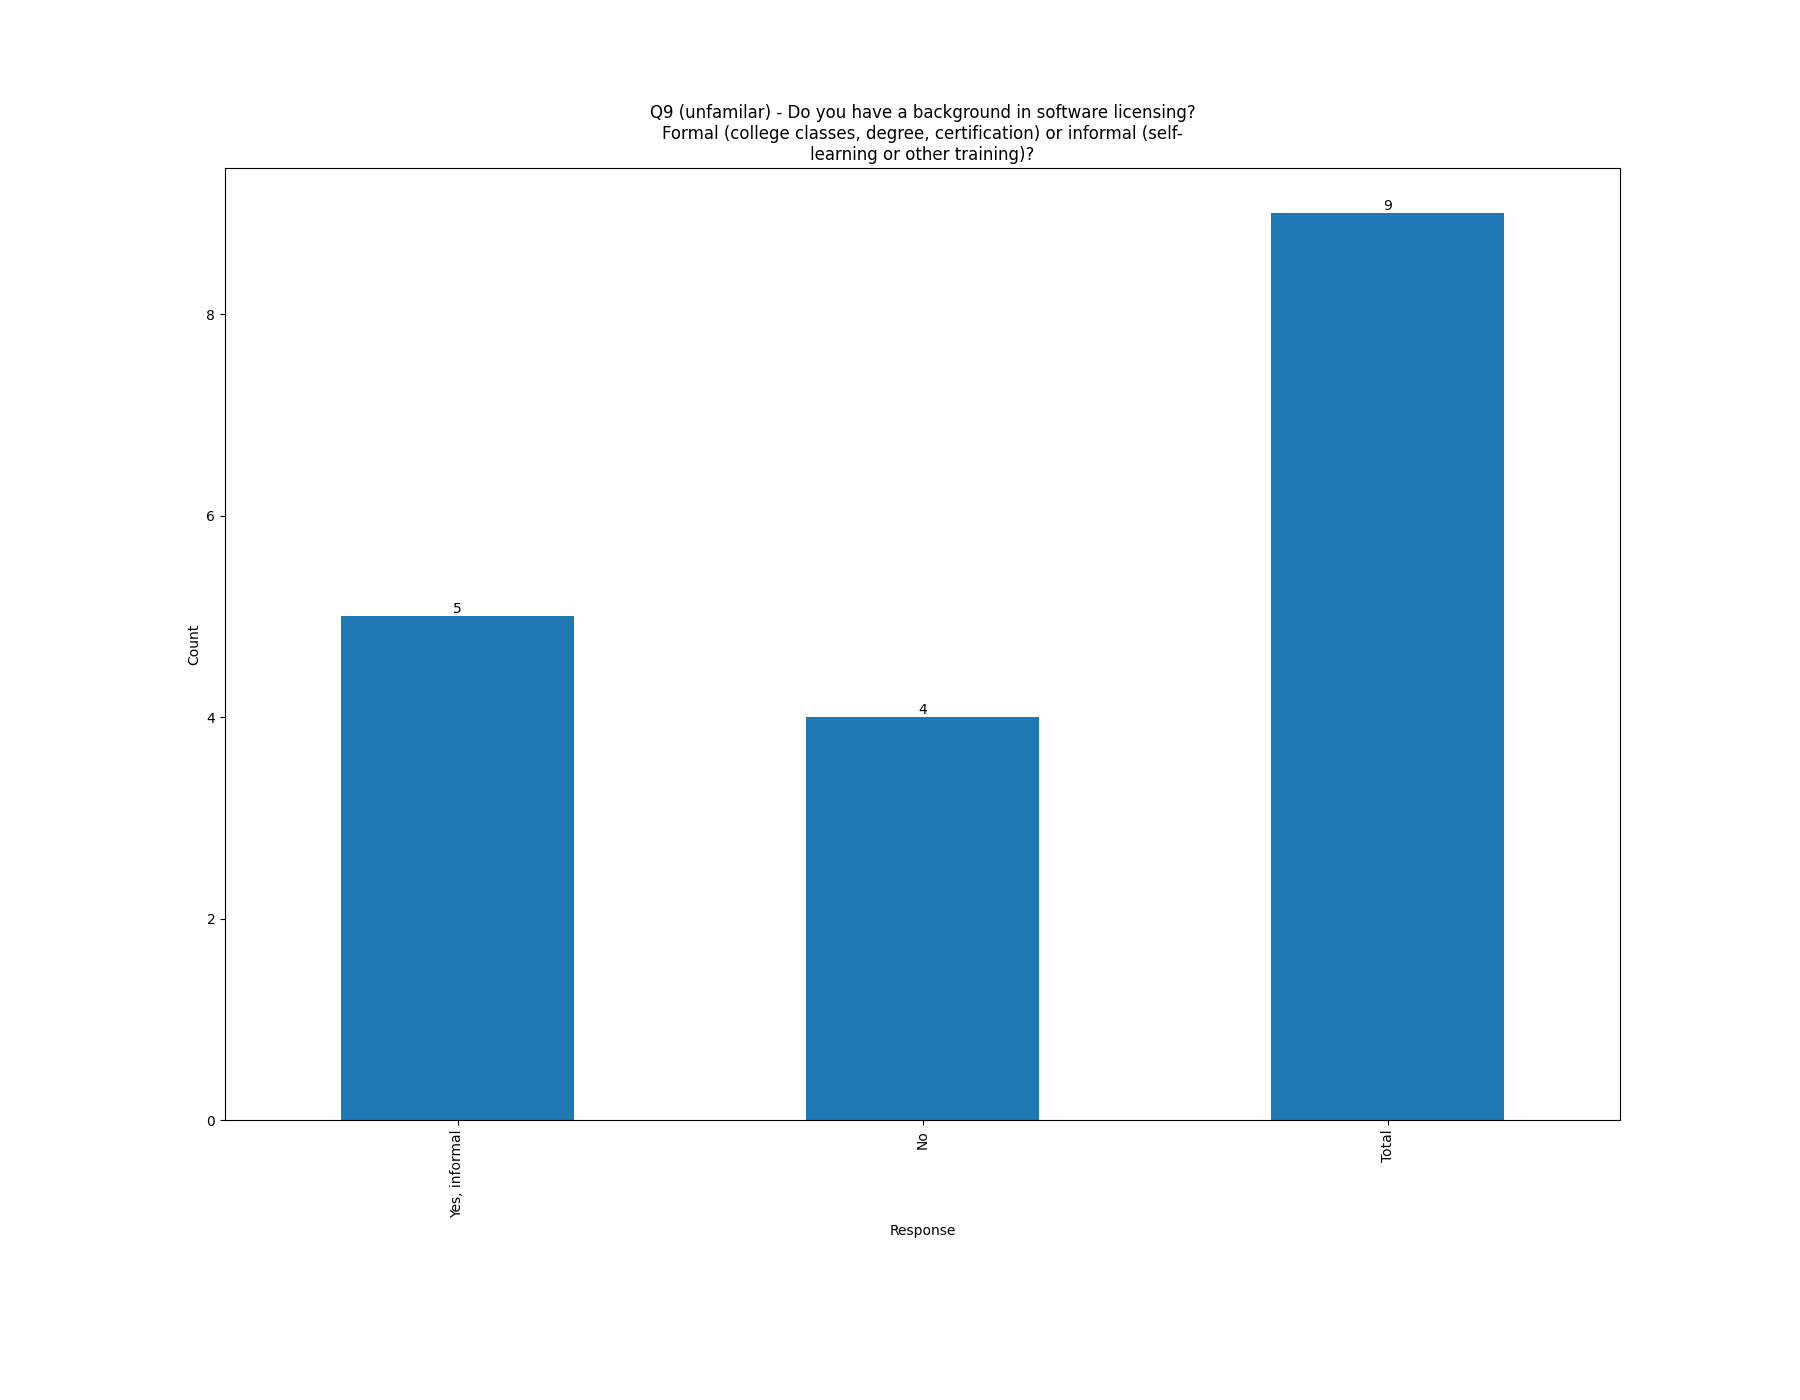 Q9 (unfamilar) - Do you have a background in software licensing?
Formal (college classes, degree, certification) or informal (self-
learning or other training)?
9
8
6
5
4
4
2
0
Count
Yes, informal
No
Total
Response